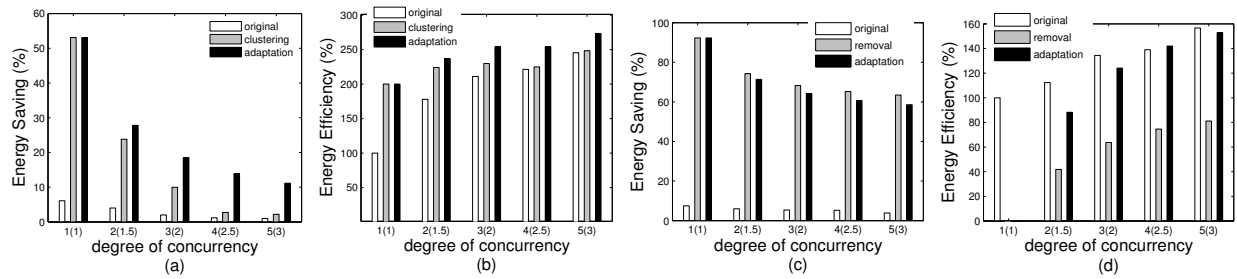 Energy Saving (%)
60
50
40
30
20
10
0
original
clustering
adaptation
1(1) 2(1.5) 3(2) 4(2.5) 5(3)
degree of concurrency
(a)
Energy Efficiency (%)
300
250
200
150
100
50
original
clustering
adaptation
1(1) 2(1.5) 3(2) 4(2.5) 5(3)
degree of concurrency
(b)
Energy Saving (%)
100
80
60
40
20
0
original
removal
adaptation
1(1) 2(1.5) 3(2) 4(2.5) 5(3)
degree of concurrency
(c)
Energy Efficiency (%)
160
140
120
100
80
60
40
20
0
original
removal
adaptation
1(1) 2(1.5) 3(2) 4(2.5) 5(3)
degree of concurrency
(d)